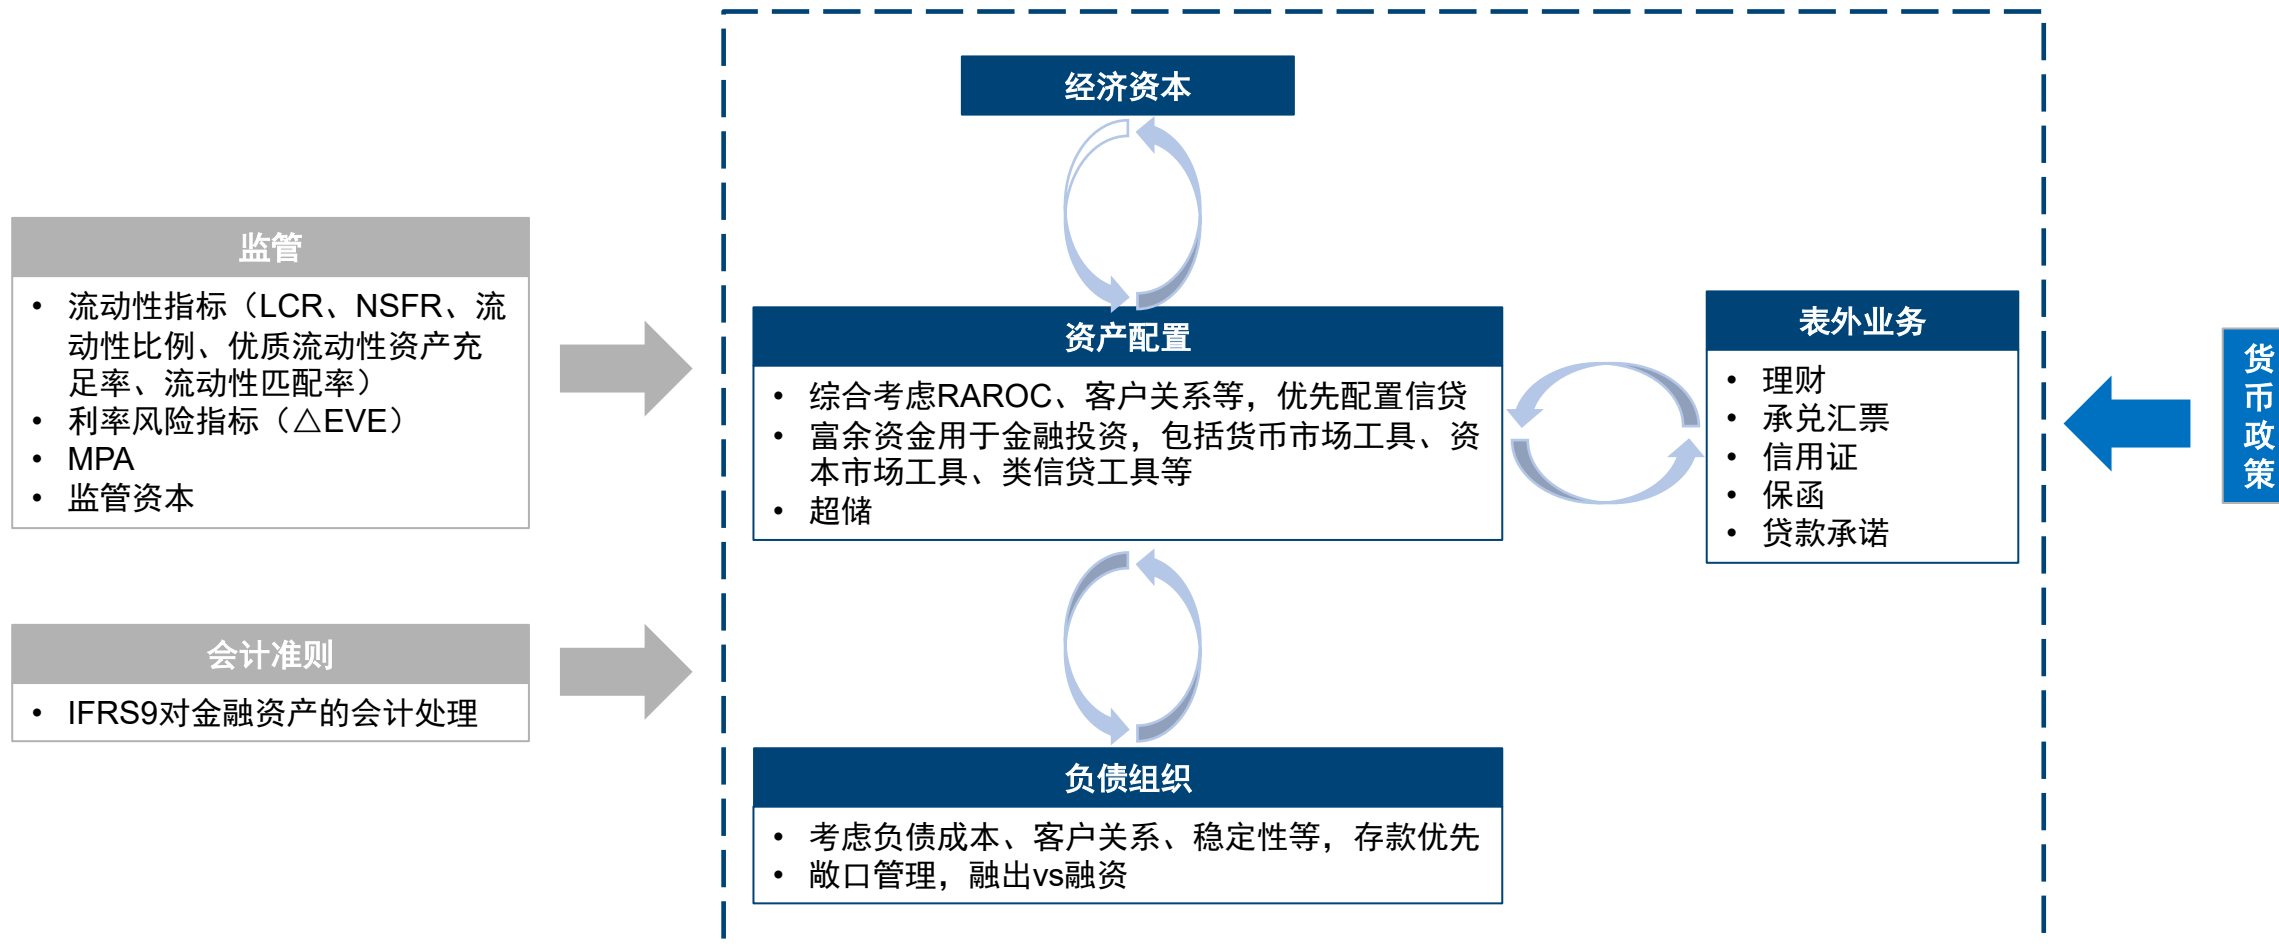 经济资本
监管
• 流动性指标（LCR、NSFR、流
动性比例、优质流动性资产充
足率、流动性匹配率）
• 利率风险指标（△EVE）
• MPA
• 监管资本
会计准则
• IFRS9对金融资产的会计处理
资产配置
• 综合考虑RAROC、客户关系等，优先配置信贷
• 富余资金用于金融投资，包括货币市场工具、资
本市场工具、类信贷工具等
• 超储
表外业务
• 理财
• 承兑汇票
• 信用证
• 保函
• 贷款承诺
负债组织
• 考虑负债成本、客户关系、稳定性等，存款优先
• 敞口管理，融出vs融资
货
币
政
策